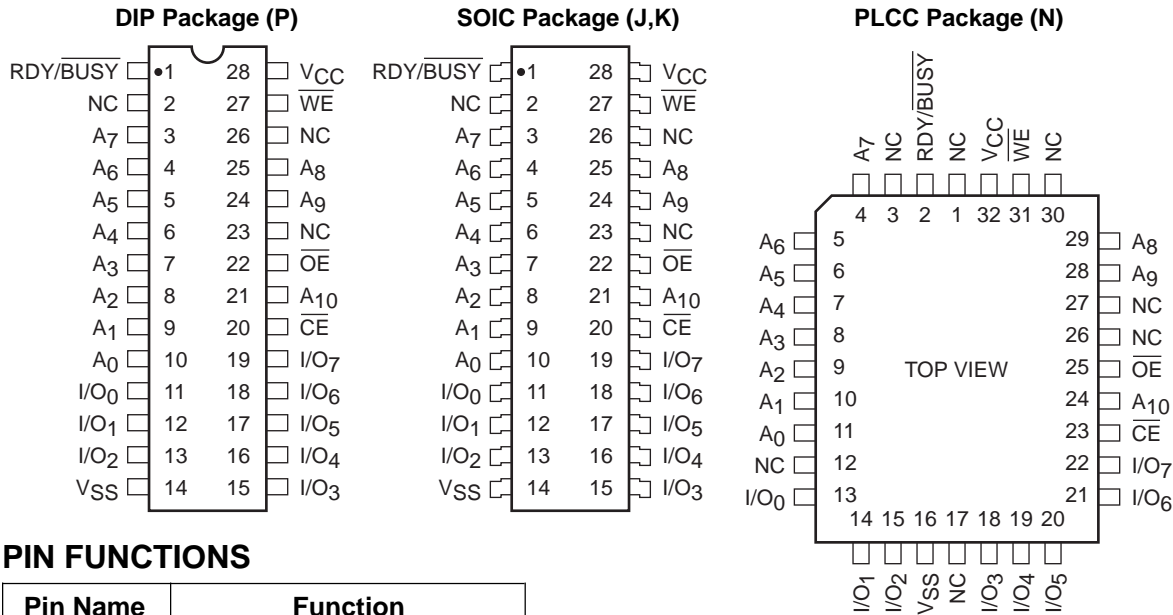 DIP Package (P)
RDY/BUSY 1 28 VCC
NC 2 27 WE
A7 3 26 NC
A6 4 25 A8
A5 5 24 A9
A4 6 23 NC
A3 7 22 OE
A2 8 21 A10
A1 9 20 CE
A0 10 19 I/O7
I/O0 11 18 I/O6
I/O1 12 17 I/O5
I/O2 13 16 I/O4
VSS 14 15 I/O3
SOIC Package (J,K)
RDY/BUSY 1 28 VCC
NC 2 27 WE
A7 3 26 NC
A6 4 25 A8
A5 5 24 A9
A4 6 23 NC
A3 7 22 OE
A2 8 21 A10
A1 9 20 CE
A0 10 19 I/O7
I/O0 11 18 I/O6
I/O1 12 17 I/O5
I/O2 13 16 I/O4
VSS 14 15 I/O3
PLCC Package (N)
A7 NC RDY/BUSY NC VCC WE NC
4 3 2 1 32 31 30
A6 5 29 A8
A5 6 28 A9
A4 7 27 NC
A3 8 26 NC
A2 9 TOP VIEW 25 OE
A1 10 24 A10
A0 11 23 CE
NC 12 22 I/O7
I/O0 13 21 I/O6
14 15 16 17 18 19 20
I/O1 I/O2 VSS NC I/O3 I/O4 I/O5
PIN FUNCTIONS
Pin Name Function